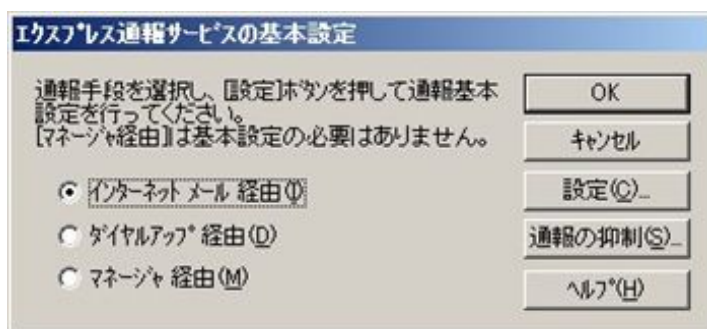 ｴｸｽﾌﾟﾚｽ通報ｻｰﾋﾞｽの基本設定
通報手段を選択し、[設定]ﾎﾞﾀﾝを押して通報基本
設定を行ってください。
[ﾏﾈｰｼﾞｬ経由]は基本設定の必要はありません。
ｲﾝﾀｰﾈｯﾄ ﾒｰﾙ 経由(I)
ﾀﾞｲﾔﾙｱｯﾌﾟ 経由(D)
ﾏﾈｰｼﾞｬ 経由(M)
OK
ｷｬﾝｾﾙ
設定(C)...
通報の抑制(S)...
ﾍﾙﾌﾟ(H)